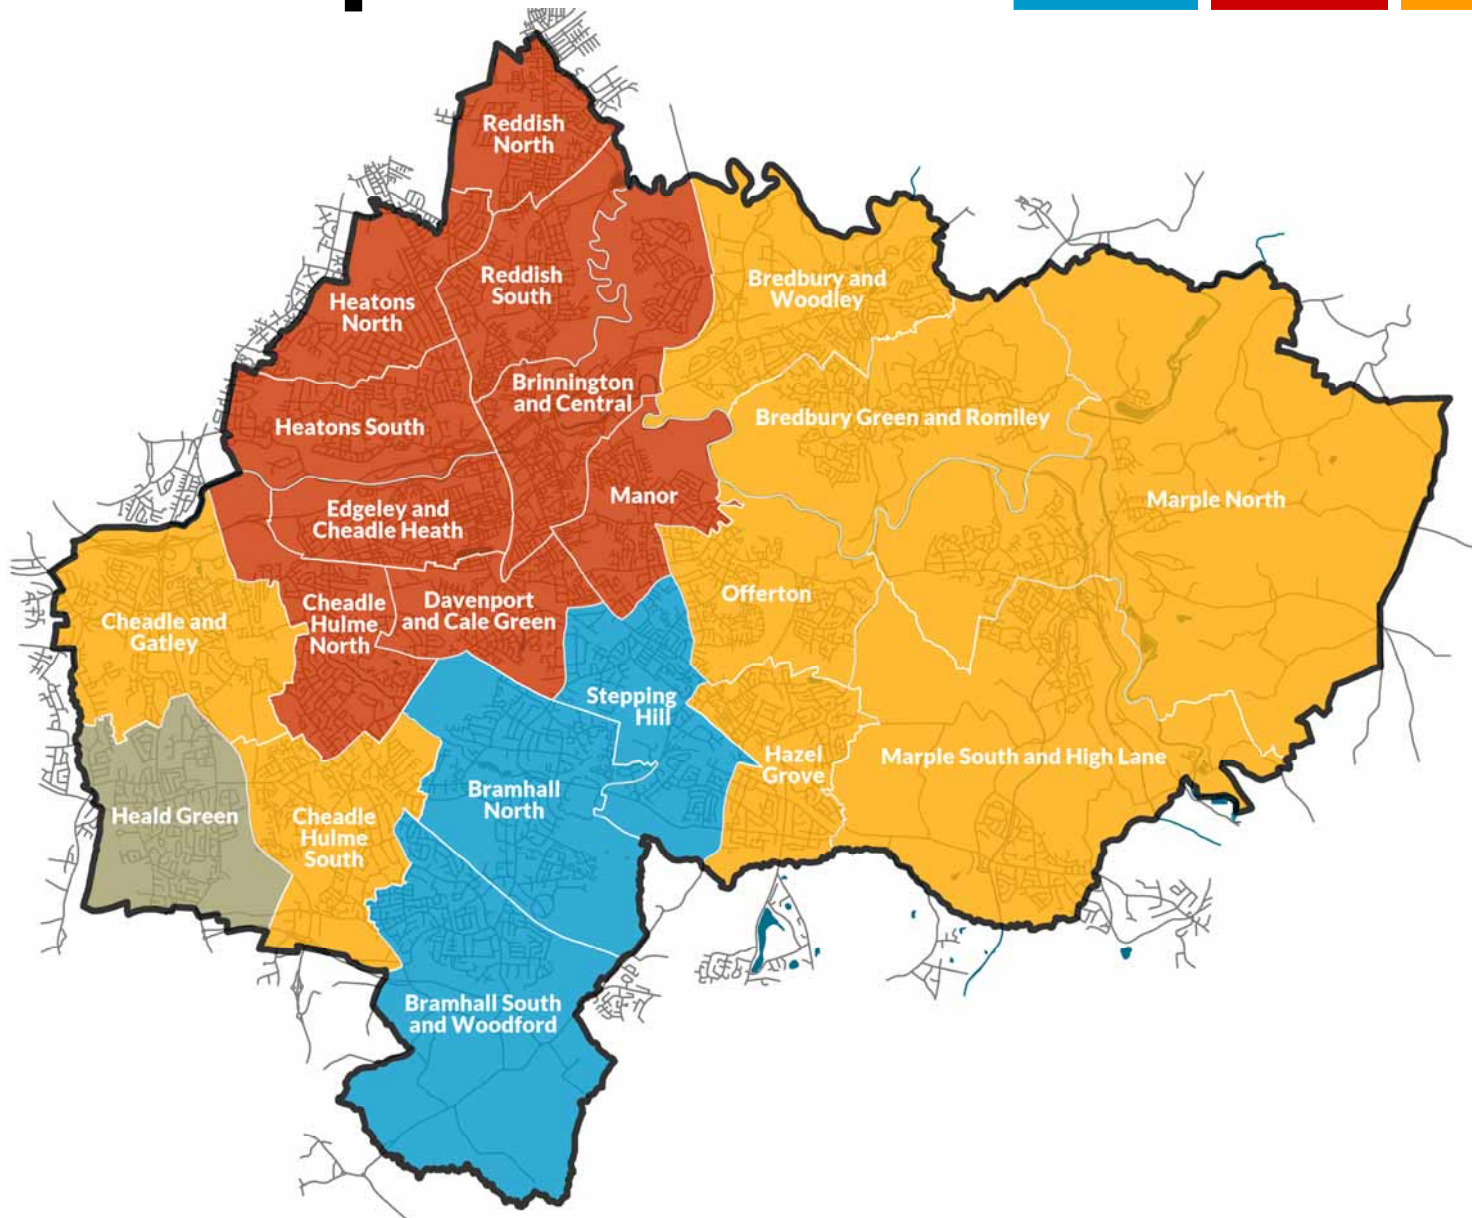 Reddish
North
Reddish
South
Bredbury and
Woodley
Heatons
North
Brinnington
and Central
Bredbury Green and Romiley
Heatons South
Manor
Marple North
Edgeley and
Cheadle Heath
Offerton
Cheadle
Hulme
North
Davenport
and Cale Green
Cheadle and
Gatley
Stepping
Hill
Hazel
Grove
Marple South and High Lane
Bramhall
North
Heald Green
Cheadle
Hulme
South
Bramhall South
and Woodford